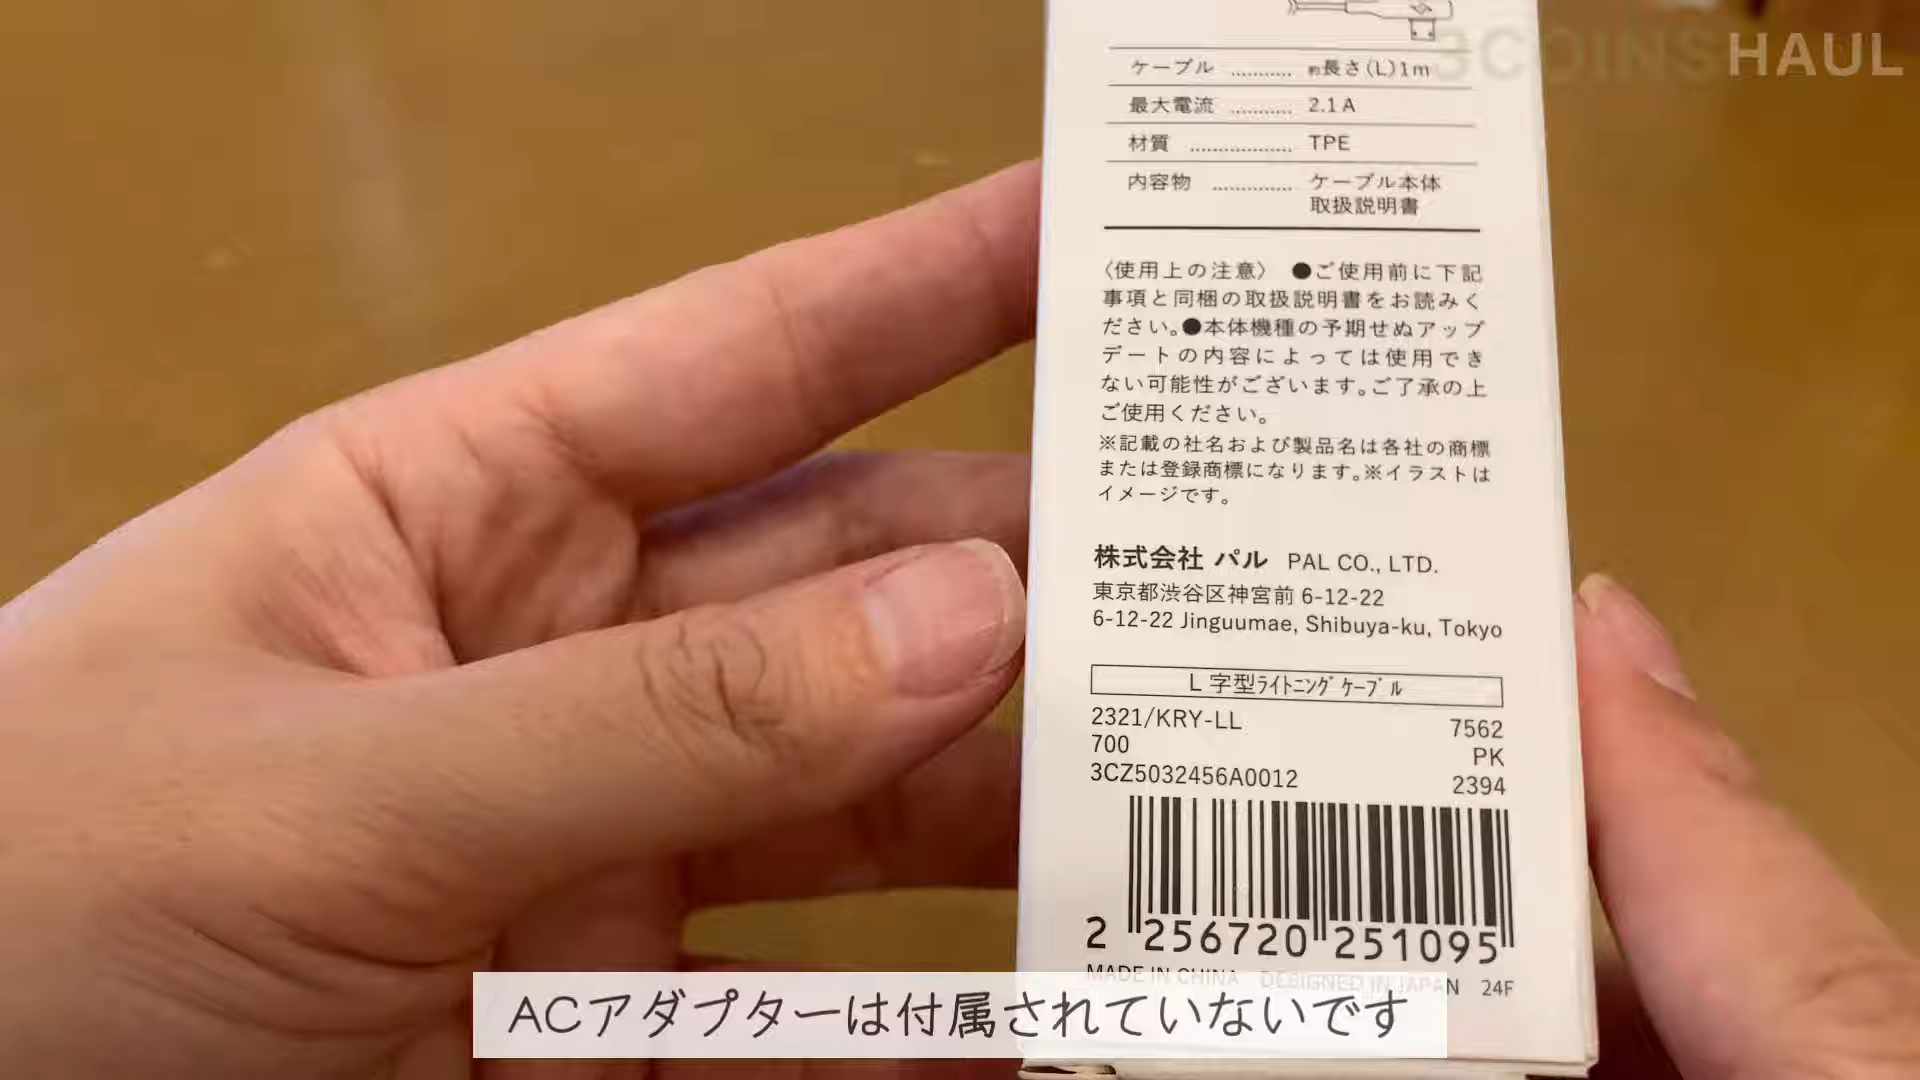 3COINS HAUL
ケーブル ........... 約長さ(L)1m
最大電流 ........... 2.1A
材質 .................. TPE
内容物 .............. ケーブル本体
取扱説明書
〈使用上の注意〉 ●ご使用前に下記
事項と同梱の取扱説明書をお読みく
ださい。●本体機種の予期せぬアップ
デートの内容によっては使用でき
ない可能性がございます。ご了承の上
ご使用ください。
※記載の社名および製品名は各社の商標
または登録商標になります。※イラストは
イメージです。
株式会社 パル PAL CO., LTD.
東京都渋谷区神宮前 6-12-22
6-12-22 Jinguumae, Shibuya-ku, Tokyo
L 字型ﾗｲﾄﾆﾝｸﾞ ｹｰﾌﾞﾙ
2321/KRY-LL 7562
700 PK
3CZ5032456A0012 2394
2 256720 251095
MADE IN CHINA DESIGNED IN JAPAN 24F
ACアダプターは付属されていないです